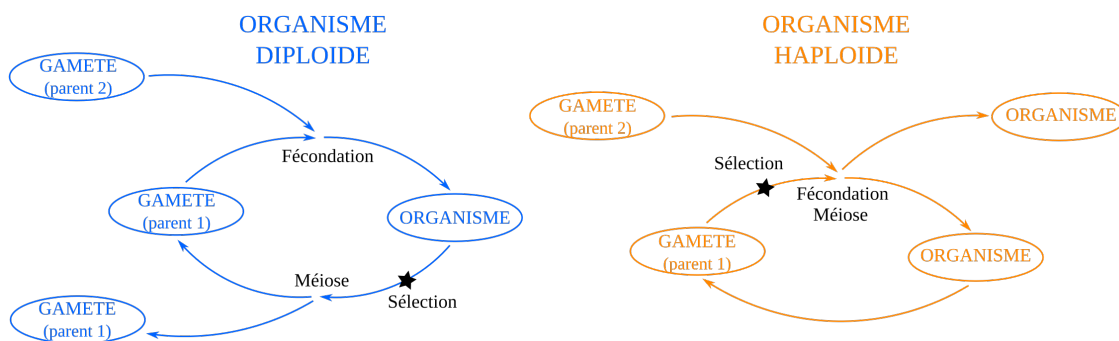 ORGANISME
DIPLOIDE
GAMETE
(parent 2)
Fécondation
GAMETE
(parent 1)
ORGANISME
Méiose
Sélection
GAMETE
(parent 1)
ORGANISME
HAPLOIDE
GAMETE
(parent 2)
ORGANISME
Sélection
Fécondation
Méiose
GAMETE
(parent 1)
ORGANISME